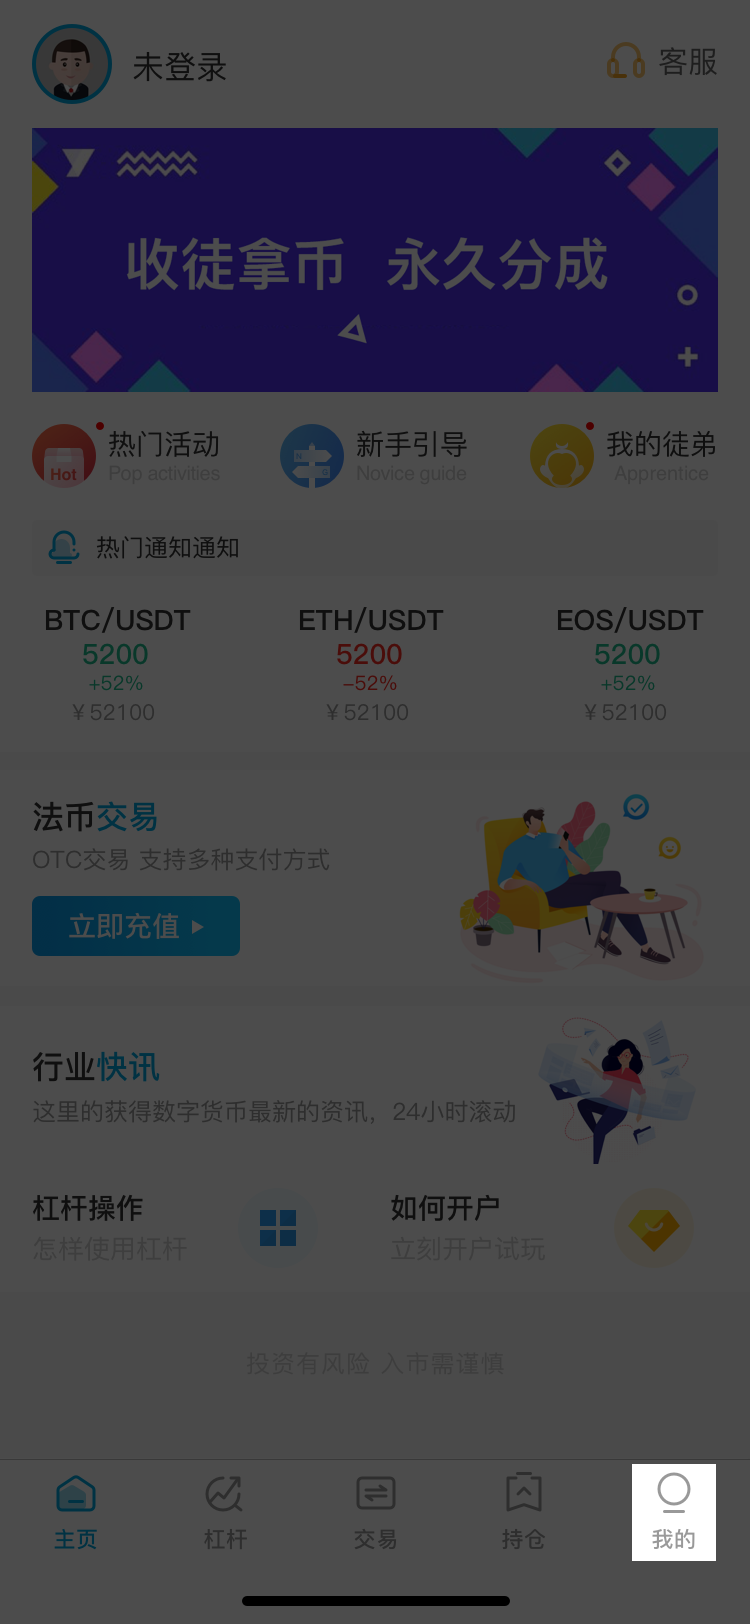 未登录
客服
收徒拿币 永久分成
热门活动
Pop activities
Hot
新手引导
Novice guide
N
S
我的徒弟
Apprentice
热门通知通知
BTC/USDT
5200
+52%
¥52100
ETH/USDT
5200
-52%
¥52100
EOS/USDT
5200
+52%
¥52100
法币交易
OTC交易 支持多种支付方式
立即充值
行业快讯
这里的获得数字货币最新的资讯，24小时滚动
杠杆操作
怎样使用杠杆
如何开户
立刻开户试玩
投资有风险 入市需谨慎
主页
杠杆
交易
持仓
我的